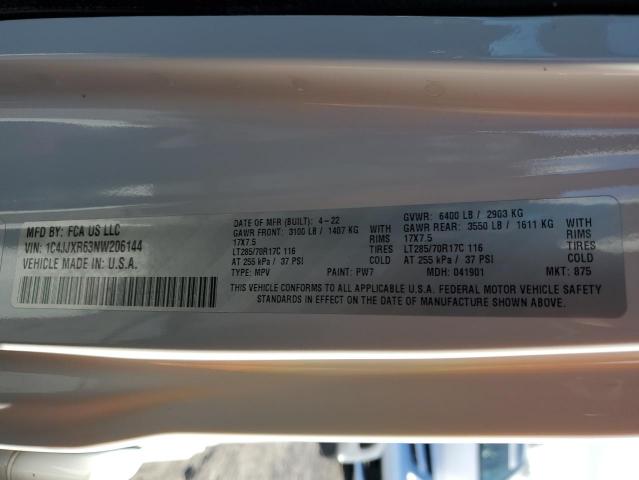 MFD. BY: FCA US LLC
VIN: 1C4JJXR63NW206144
VEHICLE MADE IN: U.S.A.
DATE OF MFR (BUILT): 4-22
GAWR FRONT: 3100 LB / 1407 KG WITH
17X7.5 RIMS
LT285/70R17C 116 TIRES
AT 255 kPa / 37 PSI COLD
TYPE: MPV PAINT: PW7
GVWR: 6400 LB / 2903 KG
GAWR REAR: 3550 LB / 1611 KG WITH
17X7.5 RIMS
LT285/70R17C 116 TIRES
AT 255 kPa / 37 PSI COLD
MDH: 041901 MKT: 875
THIS VEHICLE CONFORMS TO ALL APPLICABLE U.S.A. FEDERAL MOTOR VEHICLE SAFETY
STANDARDS IN EFFECT ON THE DATE OF MANUFACTURE SHOWN ABOVE.